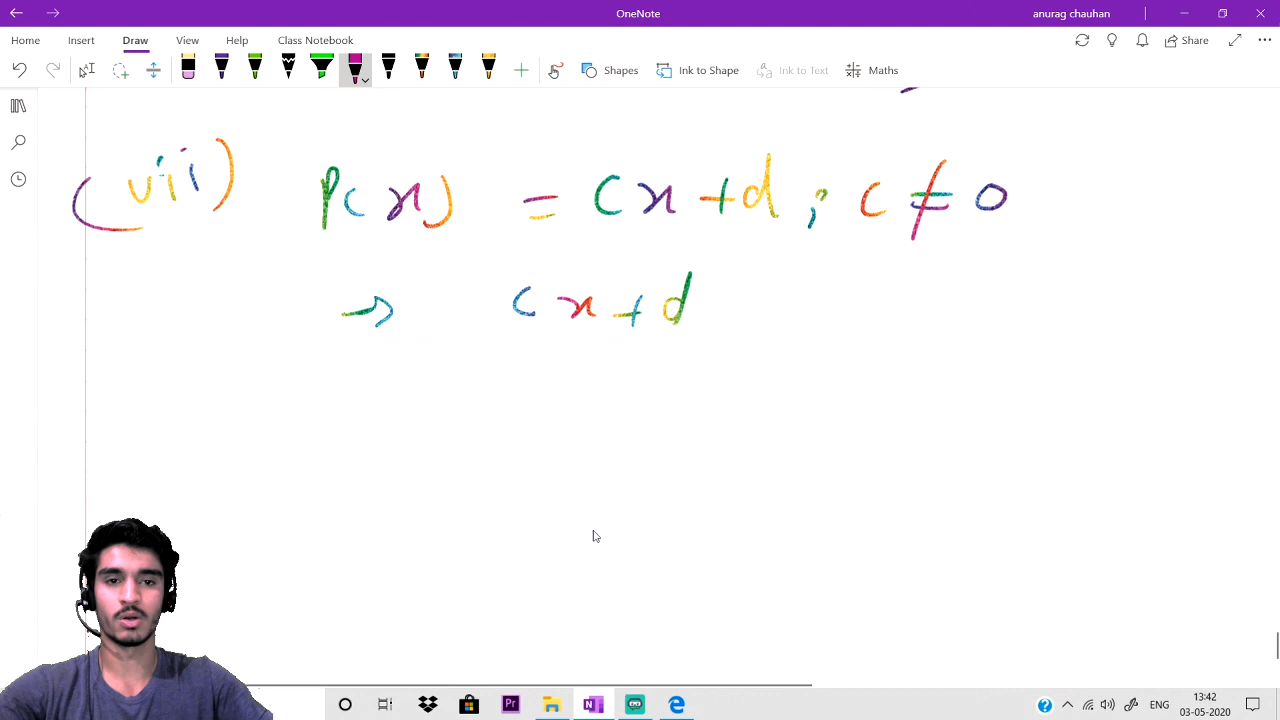 OneNote
anurag chauhan
Home Insert Draw View Help Class Notebook
Share
Shapes Ink to Shape Ink to Text Maths
(vii) P(x) = Cx+d ; c ≠ 0
→ Cx+d
Pr
ENG
13:42
03-05-2020